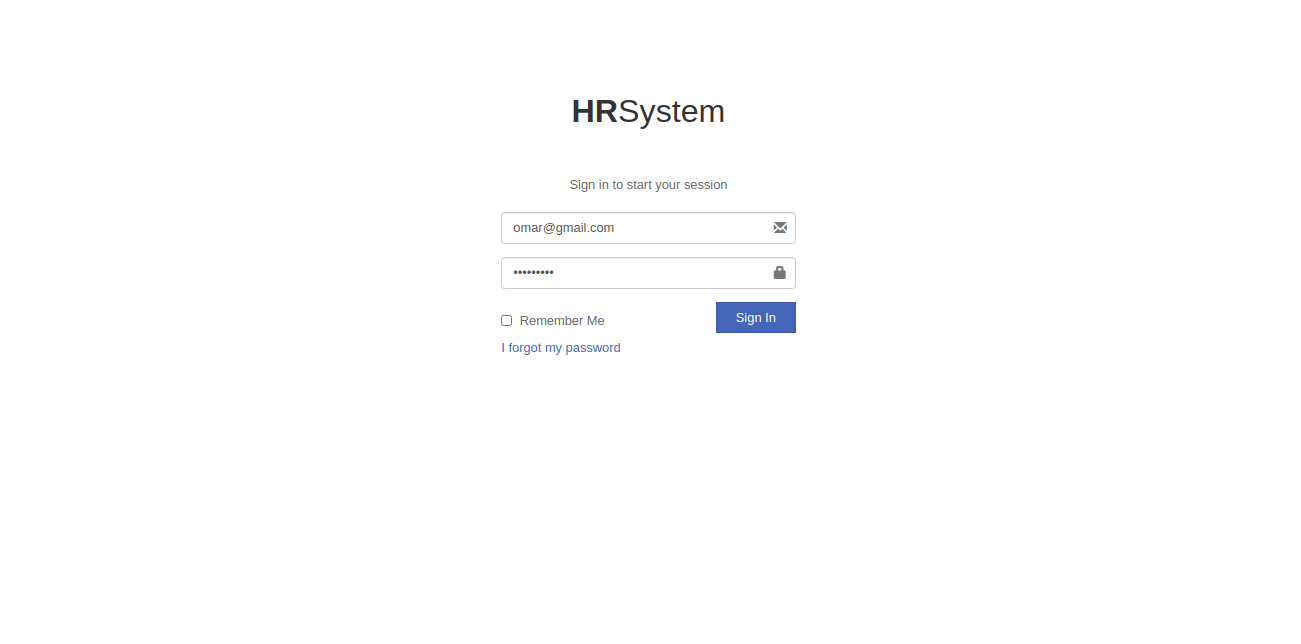 HRSystem
Sign in to start your session
omar@gmail.com
•••••••••
Remember Me
Sign In
I forgot my password